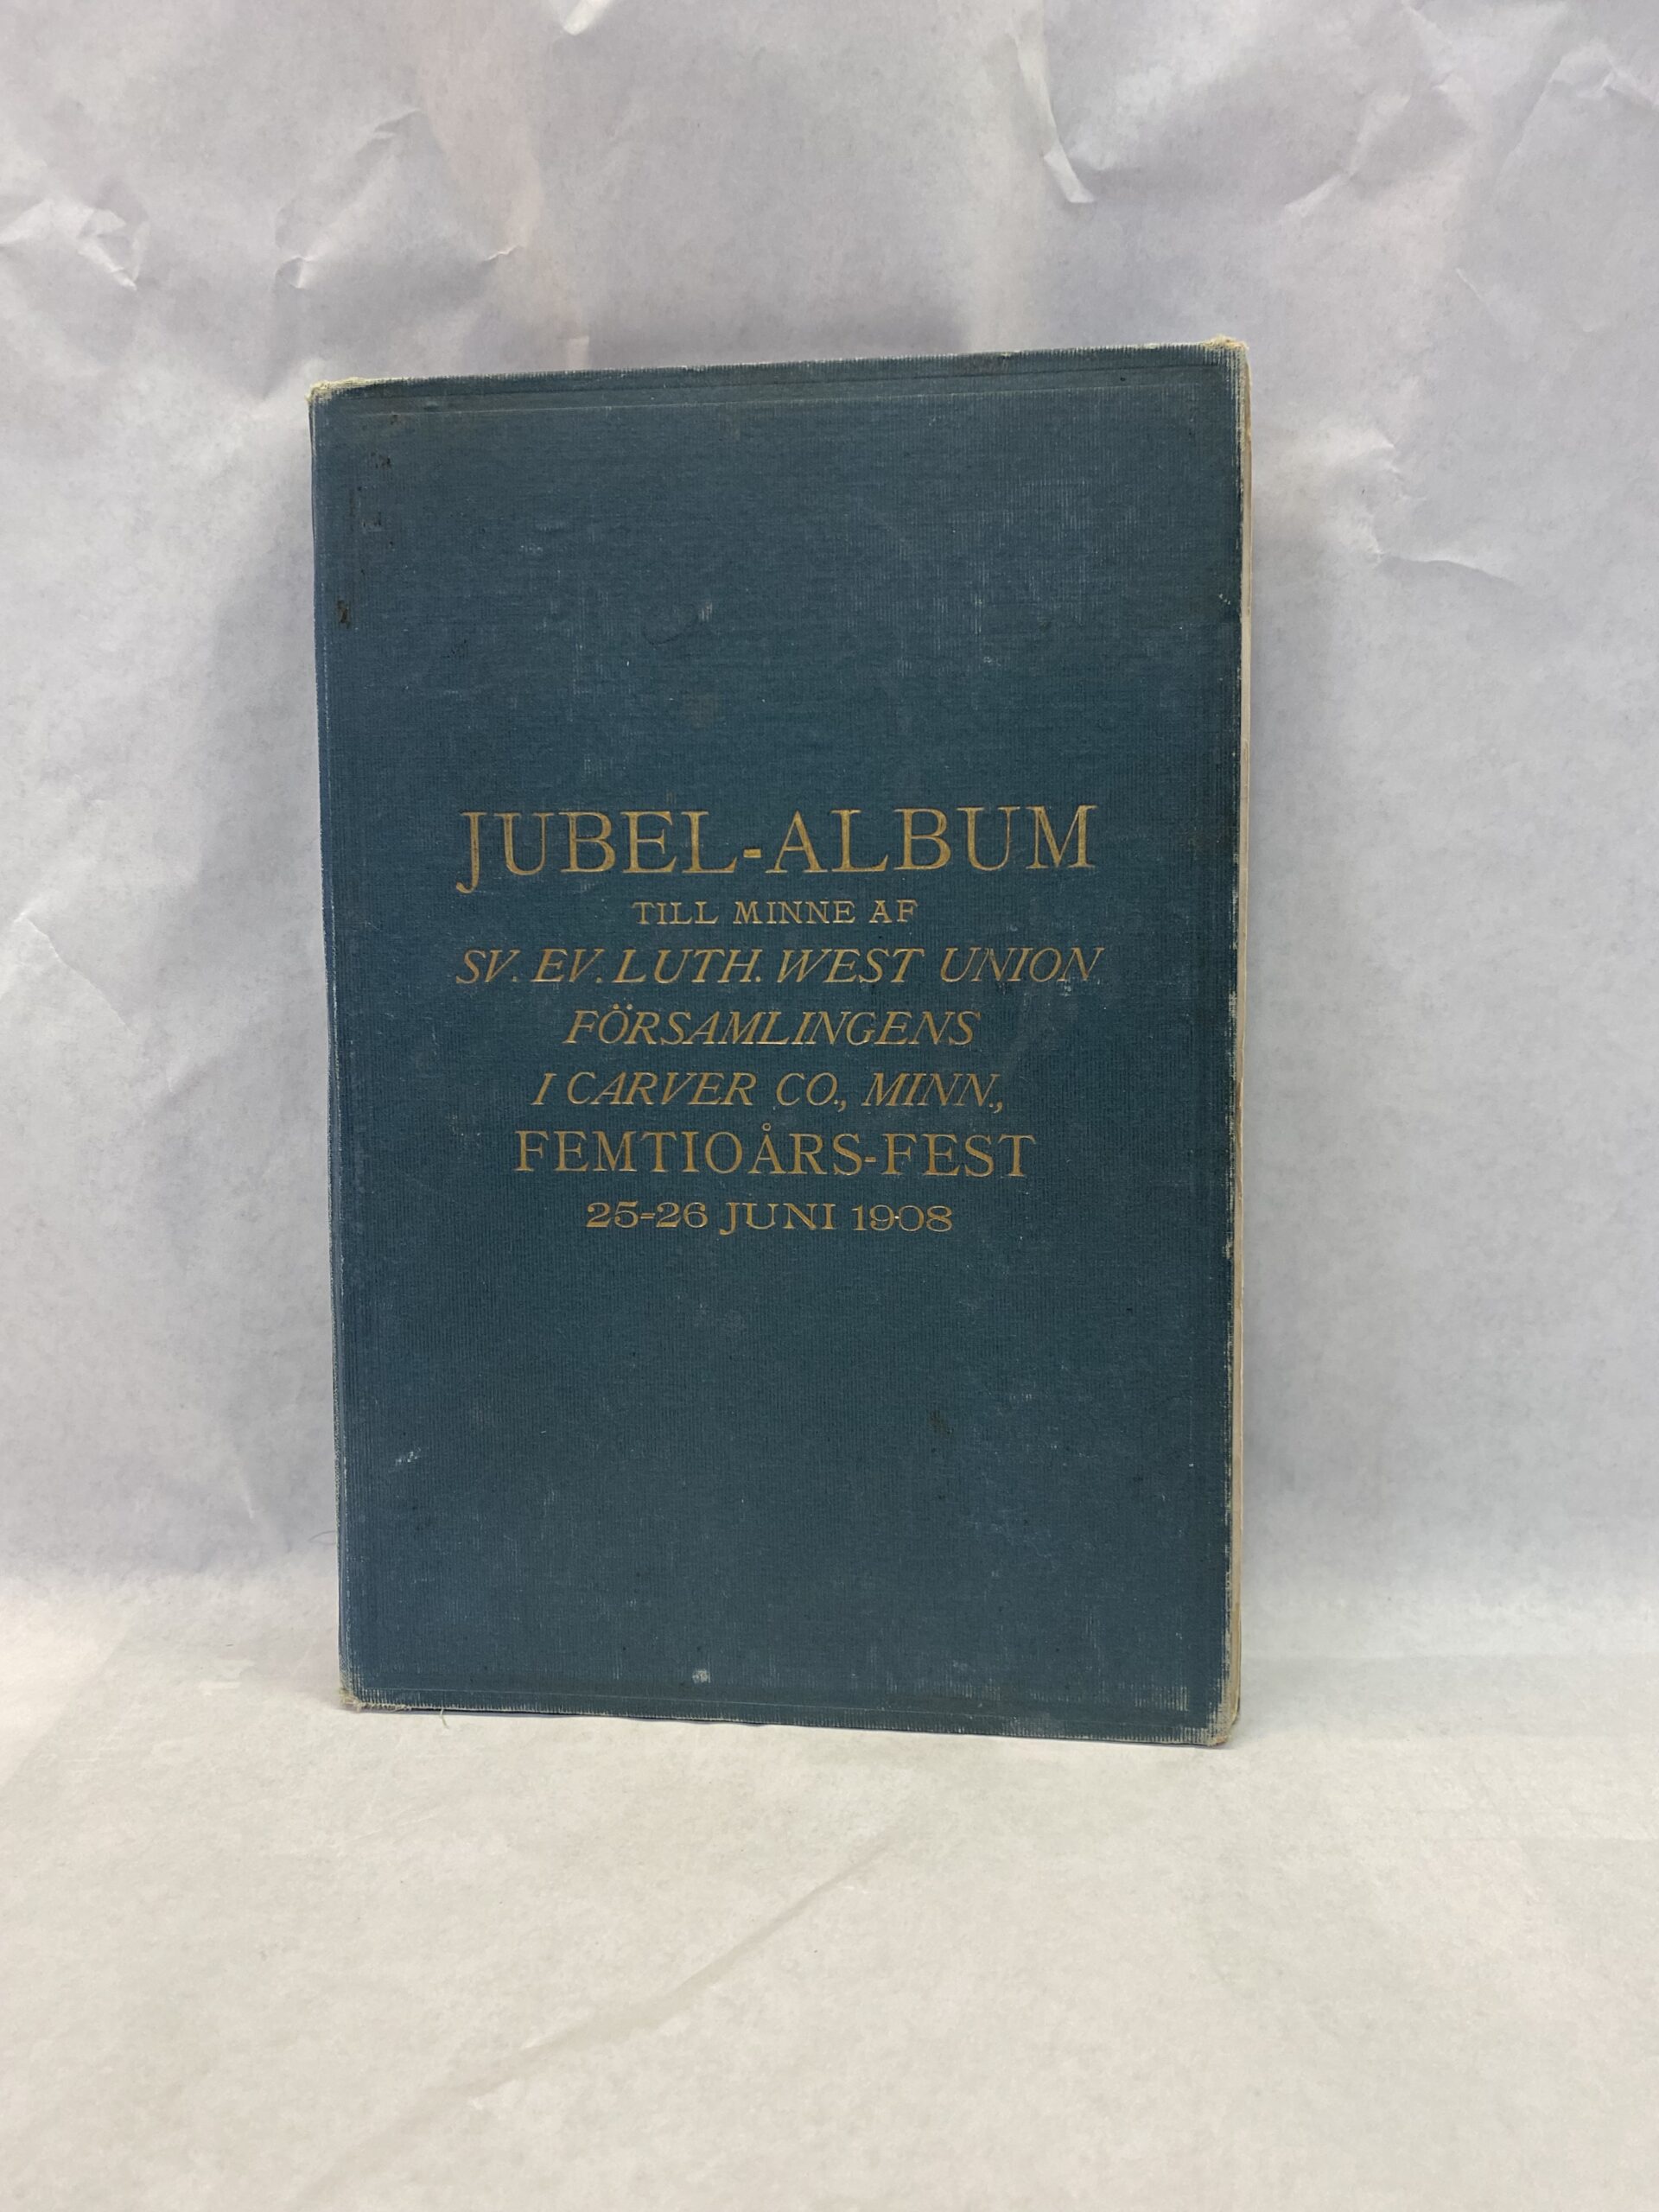 JUBEL-ALBUM
TILL MINNE AF
SV. EV. LUTH. WEST UNION
FÖRSAMLINGENS
I CARVER CO., MINN.,
FEMTIOÅRS-FEST
25-26 JUNI 1908